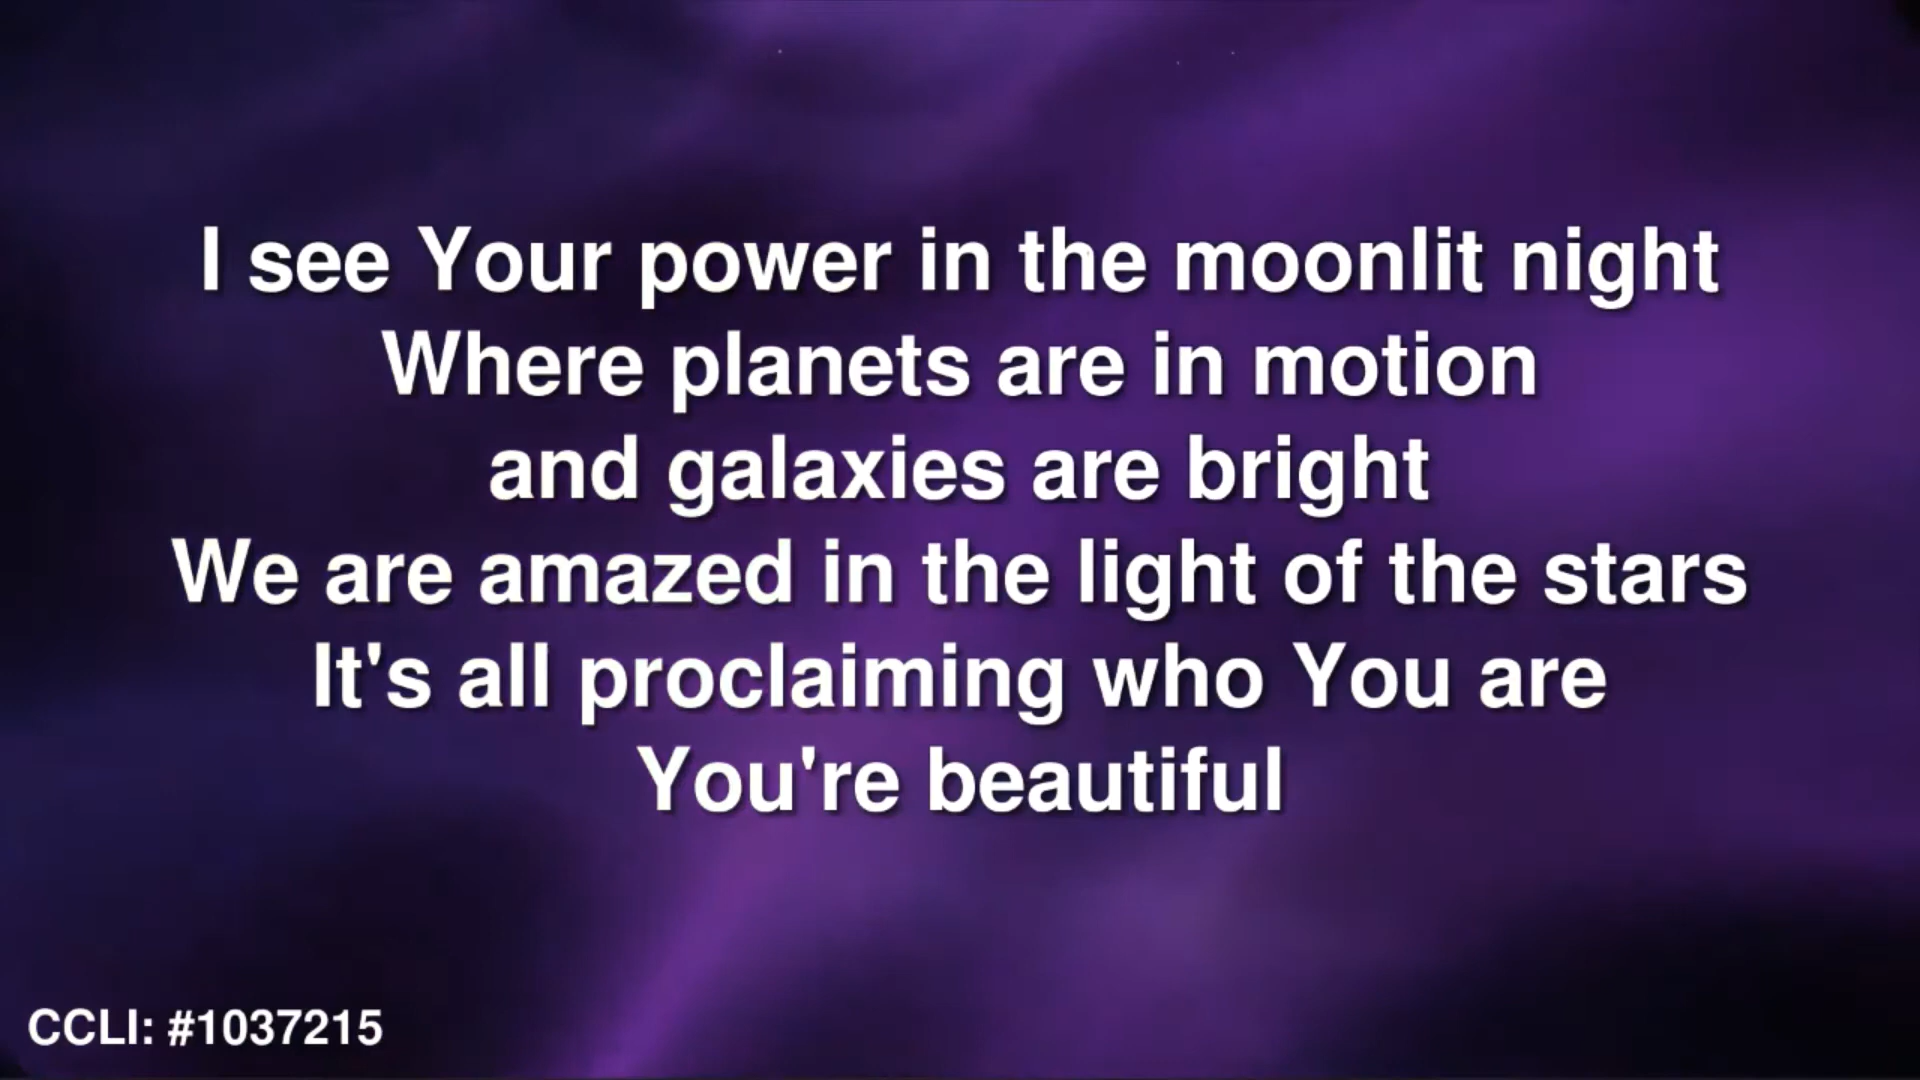 I see Your power in the moonlit night
Where planets are in motion
and galaxies are bright
We are amazed in the light of the stars
It's all proclaiming who You are
You're beautiful
CCLI: #1037215